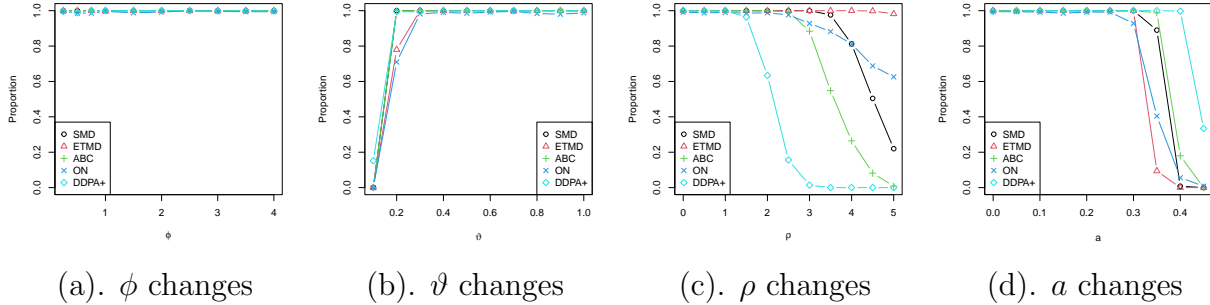 Proportion
0.0 0.2 0.4 0.6 0.8 1.0
SMD
ETMD
ABC
ON
DDPA+
1 2 3 4
ϕ
(a). ϕ changes
Proportion
0.0 0.2 0.4 0.6 0.8 1.0
SMD
ETMD
ABC
ON
DDPA+
0.2 0.4 0.6 0.8 1.0
ϑ
(b). ϑ changes
Proportion
0.0 0.2 0.4 0.6 0.8 1.0
SMD
ETMD
ABC
ON
DDPA+
0 1 2 3 4 5
ρ
(c). ρ changes
Proportion
0.0 0.2 0.4 0.6 0.8 1.0
SMD
ETMD
ABC
ON
DDPA+
0.0 0.1 0.2 0.3 0.4
a
(d). a changes